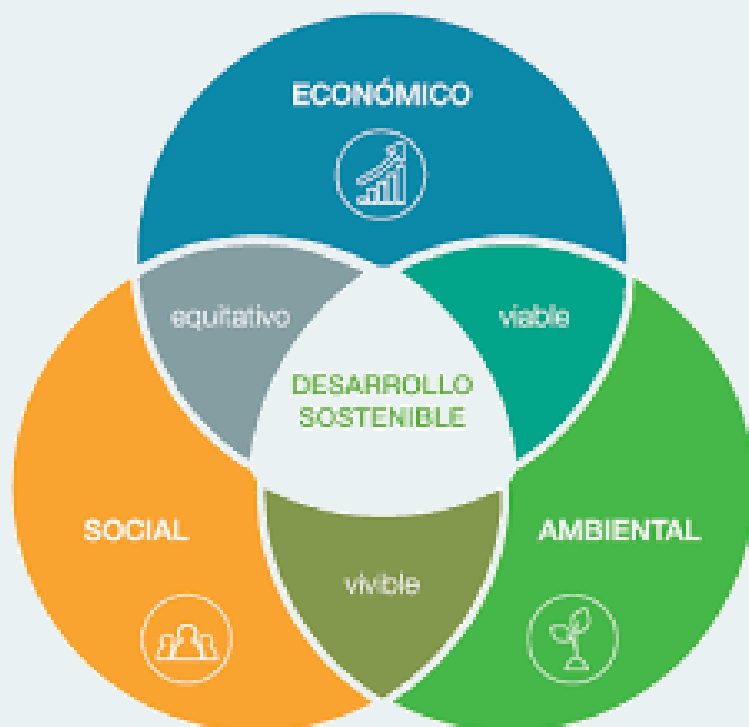 ECONÓMICO
equitativo
viable
DESARROLLO
SOSTENIBLE
SOCIAL
AMBIENTAL
vivible